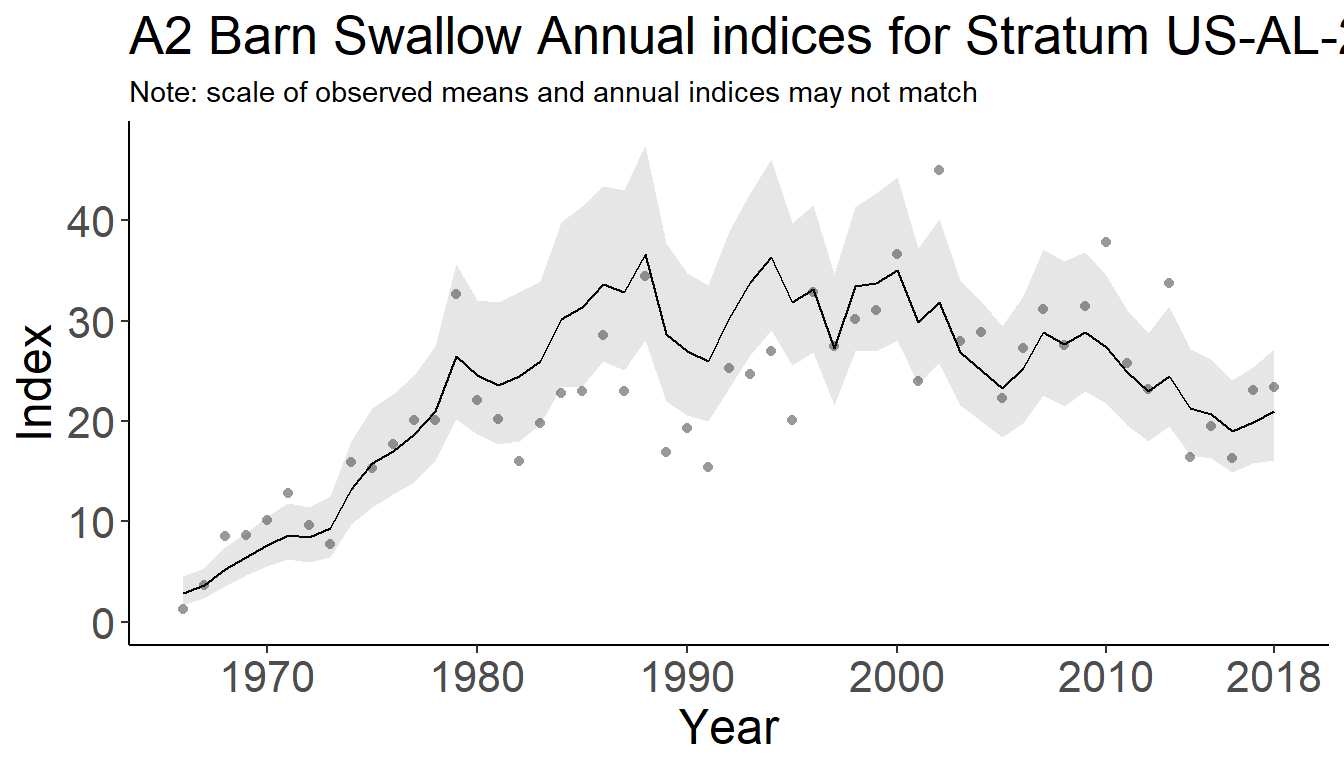 A2 Barn Swallow Annual indices for Stratum US-AL-2
Note: scale of observed means and annual indices may not match
Index
40
30
20
10
0
1970 1980 1990 2000 2010 2018
Year